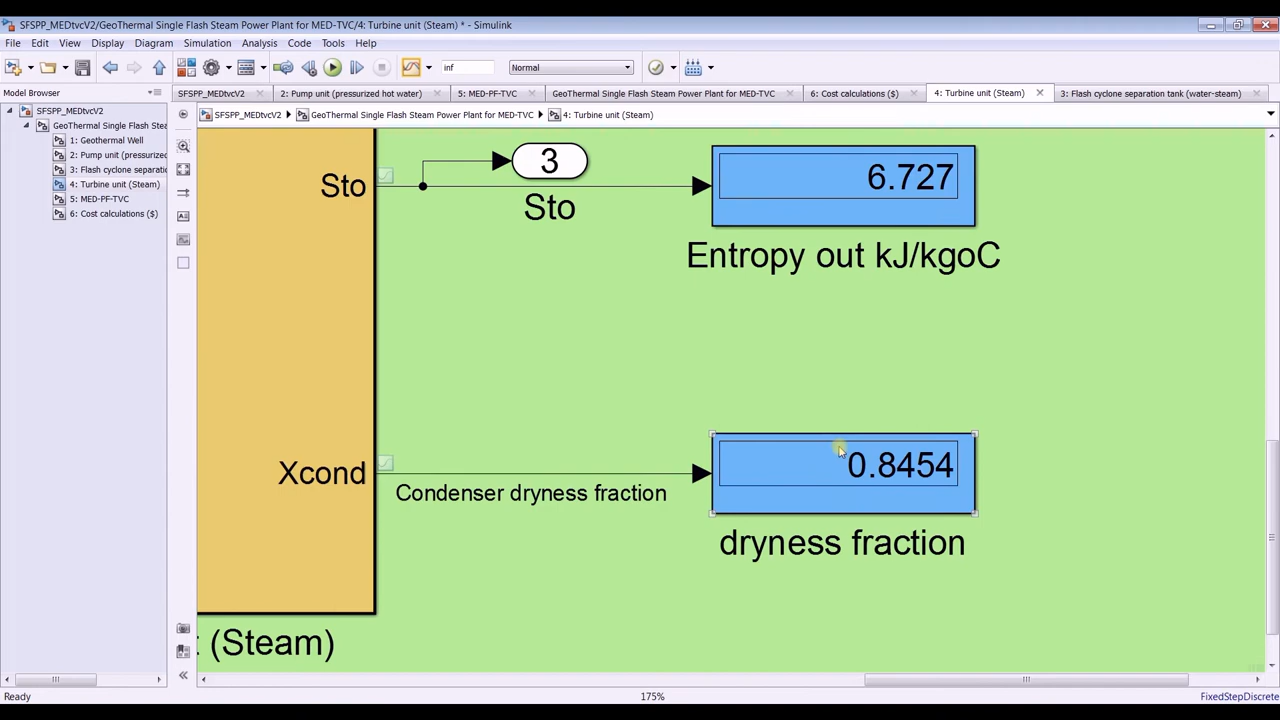 SFSPP_MEDtvcV2/GeoThermal Single Flash Steam Power Plant for MED-TVC/4: Turbine unit (Steam) * - Simulink
File Edit View Display Diagram Simulation Analysis Code Tools Help
inf Normal
Model Browser
SFSPP_MEDtvcV2 2: Pump unit (pressurized hot water) 5: MED-PF-TVC GeoThermal Single Flash Steam Power Plant for MED-TVC 6: Cost calculations ($) 4: Turbine unit (Steam) 3: Flash cyclone separation tank (water-steam)
SFSPP_MEDtvcV2 GeoThermal Single Flash Steam Power Plant for MED-TVC 4: Turbine unit (Steam)
SFSPP_MEDtvcV2
GeoThermal Single Flash Stea
1: Geothermal Well
2: Pump unit (pressurized
3: Flash cyclone separatio
4: Turbine unit (Steam)
5: MED-PF-TVC
6: Cost calculations ($)
Sto
3
Sto
6.727
Entropy out kJ/kgoC
Xcond
Condenser dryness fraction
0.8454
dryness fraction
(Steam)
Ready 175% FixedStepDiscrete